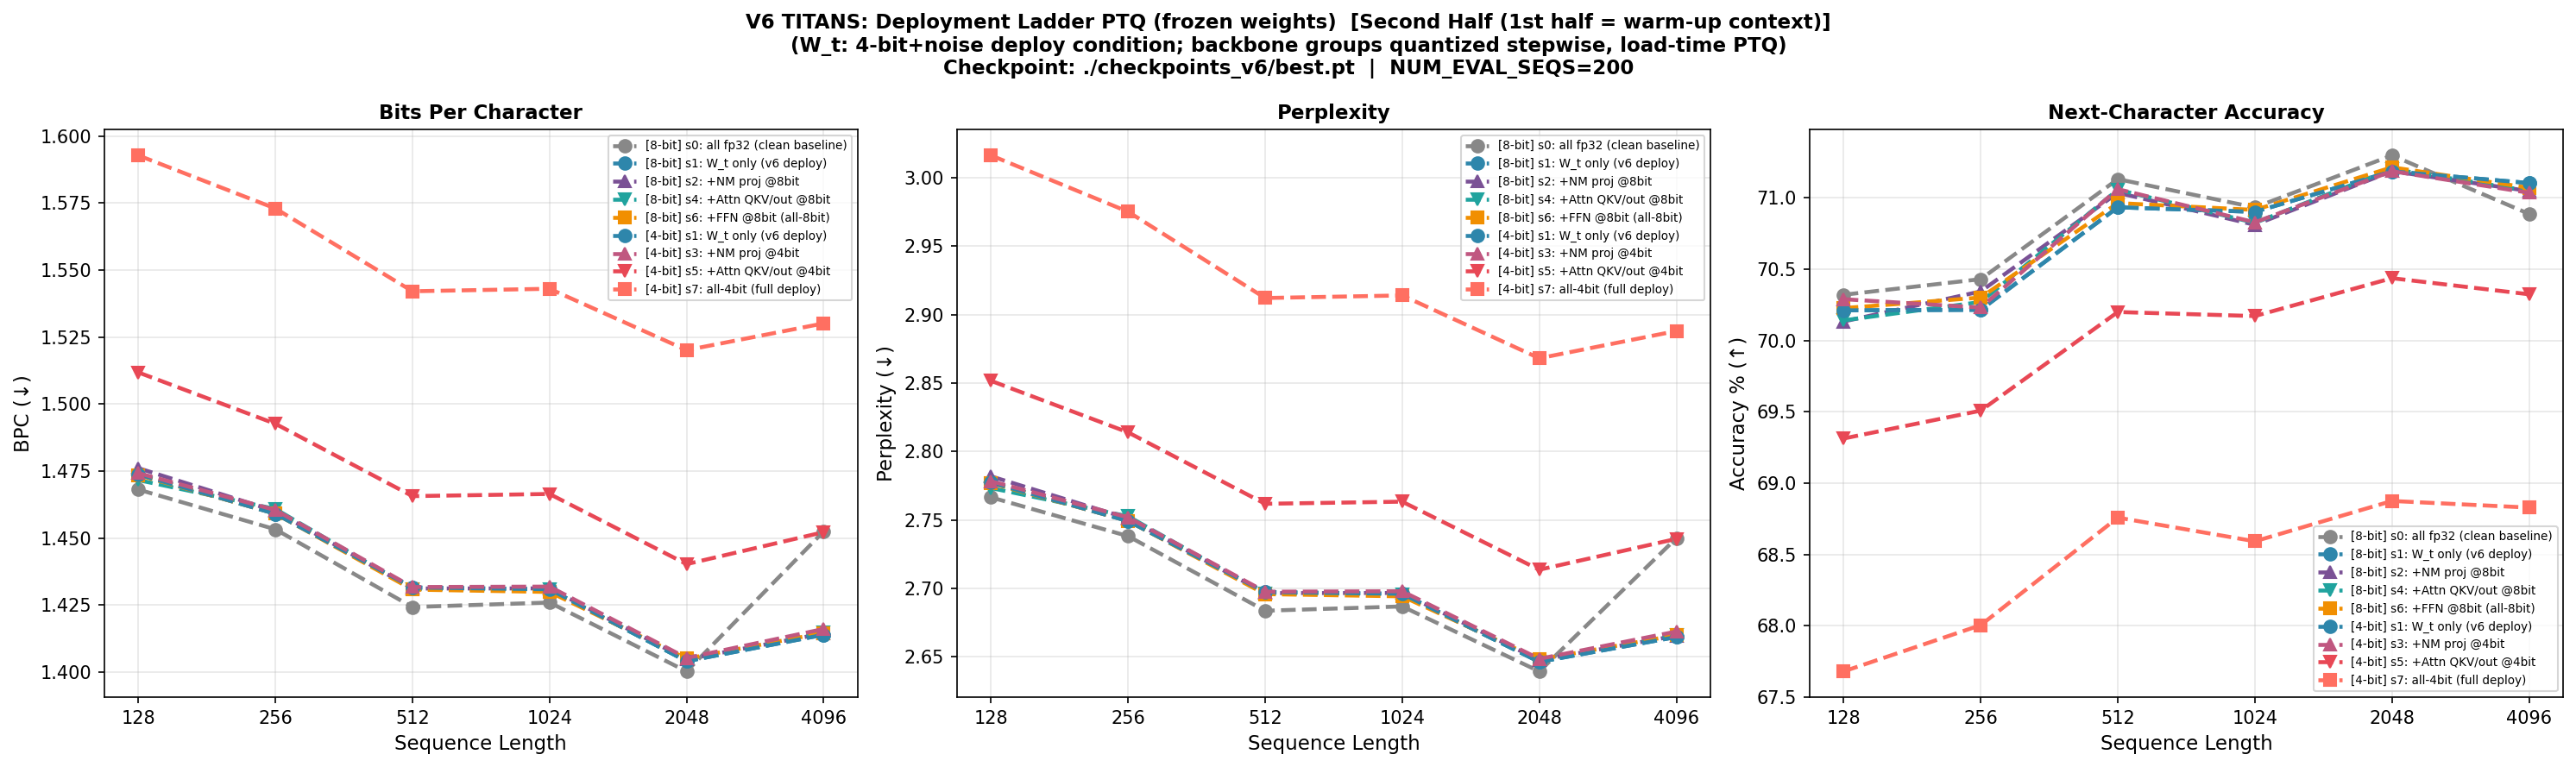 V6 TITANS: Deployment Ladder PTQ (frozen weights)  [Second Half (1st half = warm-up context)]
(W_t: 4-bit+noise deploy condition; backbone groups quantized stepwise, load-time PTQ)
Checkpoint: ./checkpoints_v6/best.pt  |  NUM_EVAL_SEQS=200
Bits Per Character
1.600
1.575
1.550
1.525
1.500
1.475
1.450
1.425
1.400
BPC (↓)
[8-bit] s0: all fp32 (clean baseline)
[8-bit] s1: W_t only (v6 deploy)
[8-bit] s2: +NM proj @8bit
[8-bit] s4: +Attn QKV/out @8bit
[8-bit] s6: +FFN @8bit (all-8bit)
[4-bit] s1: W_t only (v6 deploy)
[4-bit] s3: +NM proj @4bit
[4-bit] s5: +Attn QKV/out @4bit
[4-bit] s7: all-4bit (full deploy)
128 256 512 1024 2048 4096
Sequence Length
Perplexity
3.00
2.95
2.90
2.85
2.80
2.75
2.70
2.65
Perplexity (↓)
[8-bit] s0: all fp32 (clean baseline)
[8-bit] s1: W_t only (v6 deploy)
[8-bit] s2: +NM proj @8bit
[8-bit] s4: +Attn QKV/out @8bit
[8-bit] s6: +FFN @8bit (all-8bit)
[4-bit] s1: W_t only (v6 deploy)
[4-bit] s3: +NM proj @4bit
[4-bit] s5: +Attn QKV/out @4bit
[4-bit] s7: all-4bit (full deploy)
128 256 512 1024 2048 4096
Sequence Length
Next-Character Accuracy
71.0
70.5
70.0
69.5
69.0
68.5
68.0
67.5
Accuracy % (↑)
[8-bit] s0: all fp32 (clean baseline)
[8-bit] s1: W_t only (v6 deploy)
[8-bit] s2: +NM proj @8bit
[8-bit] s4: +Attn QKV/out @8bit
[8-bit] s6: +FFN @8bit (all-8bit)
[4-bit] s1: W_t only (v6 deploy)
[4-bit] s3: +NM proj @4bit
[4-bit] s5: +Attn QKV/out @4bit
[4-bit] s7: all-4bit (full deploy)
128 256 512 1024 2048 4096
Sequence Length